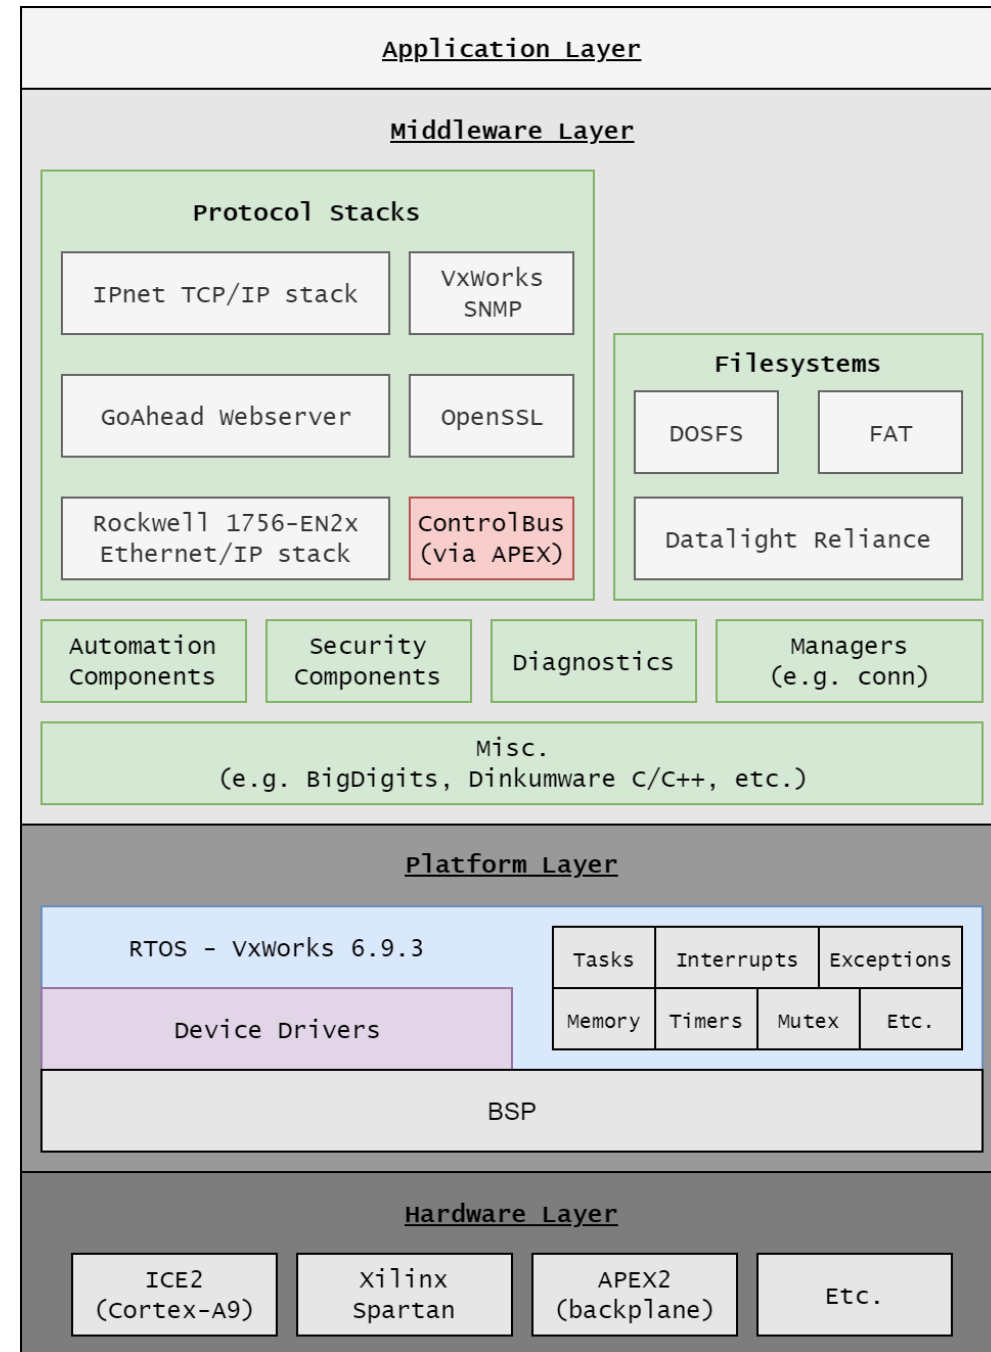 Application Layer
Middleware Layer
Protocol Stacks
IPnet TCP/IP stack
VxWorks
SNMP
GoAhead Webserver
OpenSSL
Rockwell 1756-EN2x
Ethernet/IP stack
ControlBus
(via APEX)
Filesystems
DOSFS
FAT
Datalight Reliance
Automation
Components
Security
Components
Diagnostics
Managers
(e.g. conn)
Misc.
(e.g. BigDigits, Dinkumware C/C++, etc.)
Platform Layer
RTOS – VxWorks 6.9.3
Tasks
Interrupts
Exceptions
Memory
Timers
Mutex
Etc.
Device Drivers
BSP
Hardware Layer
ICE2
(Cortex-A9)
Xilinx
Spartan
APEX2
(backplane)
Etc.